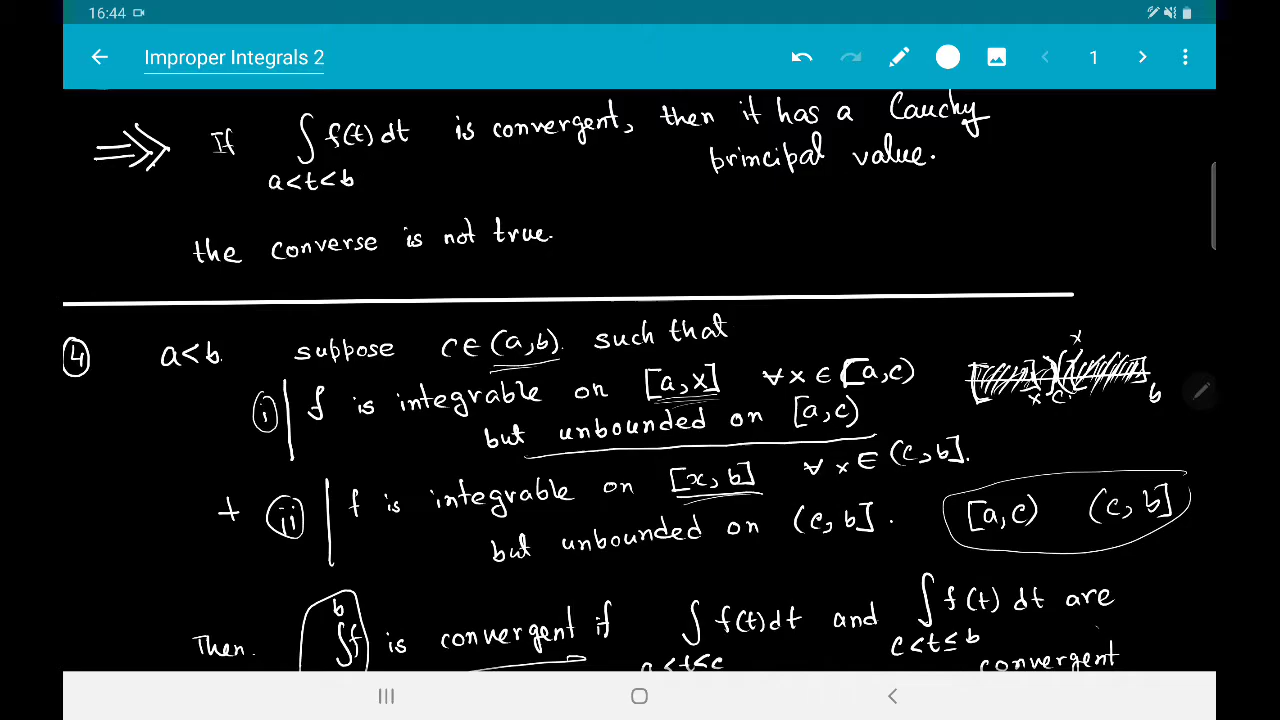 16:44
Improper Integrals 2
1
⇒ If ∫ f(t) dt is convergent, then it has a Cauchy
a<t<b
principal value.
the converse is not true.
④ a<b. suppose c ∈ (a,b). such that
ⓘ f is integrable on [a,x] ∀x ∈ [a,c)
but unbounded on [a,c)
x c b
x
+ ⓘⓘ f is integrable on [x,b] ∀ x ∈ (c,b].
but unbounded on (c,b]. [a,c) (c,b]
Then ∫ᵇ f is convergent if ∫ f(t)dt and ∫ f(t) dt are
a<t<c c<t≤b
convergent